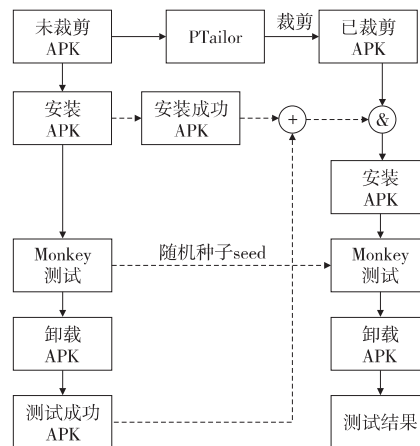 未裁剪
APK
PTailor
裁剪
已裁剪
APK
安装
APK
安装成功
APK
+
&
安装
APK
Monkey
测试
随机种子seed
Monkey
测试
卸载
APK
卸载
APK
测试成功
APK
测试结果